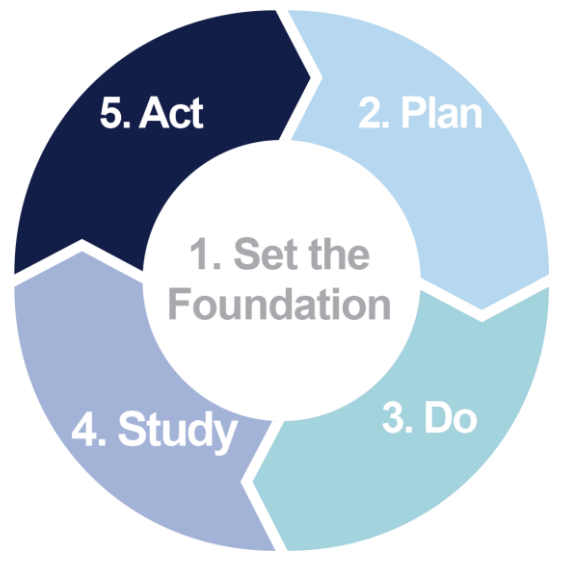 1. Set the
Foundation
2. Plan
3. Do
4. Study
5. Act